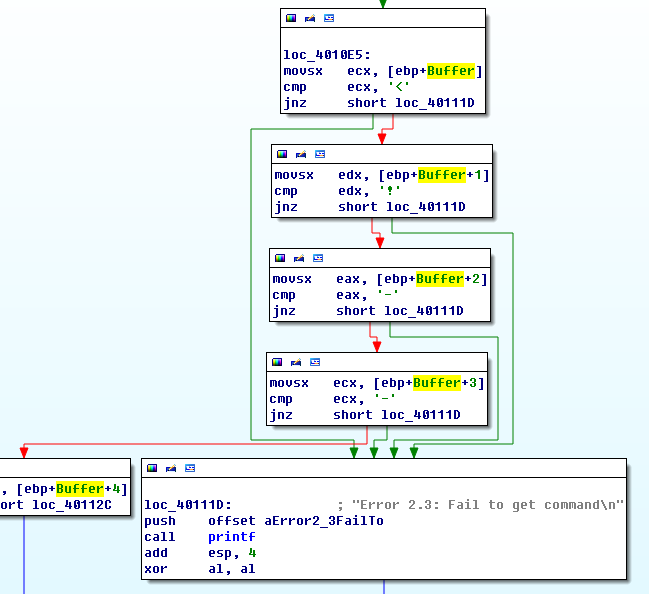 loc_4010E5:
movsx ecx, [ebp+Buffer]
cmp ecx, '<'
jnz short loc_40111D
movsx edx, [ebp+Buffer+1]
cmp edx, '!'
jnz short loc_40111D
movsx eax, [ebp+Buffer+2]
cmp eax, '-'
jnz short loc_40111D
movsx ecx, [ebp+Buffer+3]
cmp ecx, '-'
jnz short loc_40111D
, [ebp+Buffer+4]
ort loc_40112C
loc_40111D: ; "Error 2.3: Fail to get command\n"
push offset aError2_3FailTo
call printf
add esp, 4
xor al, al